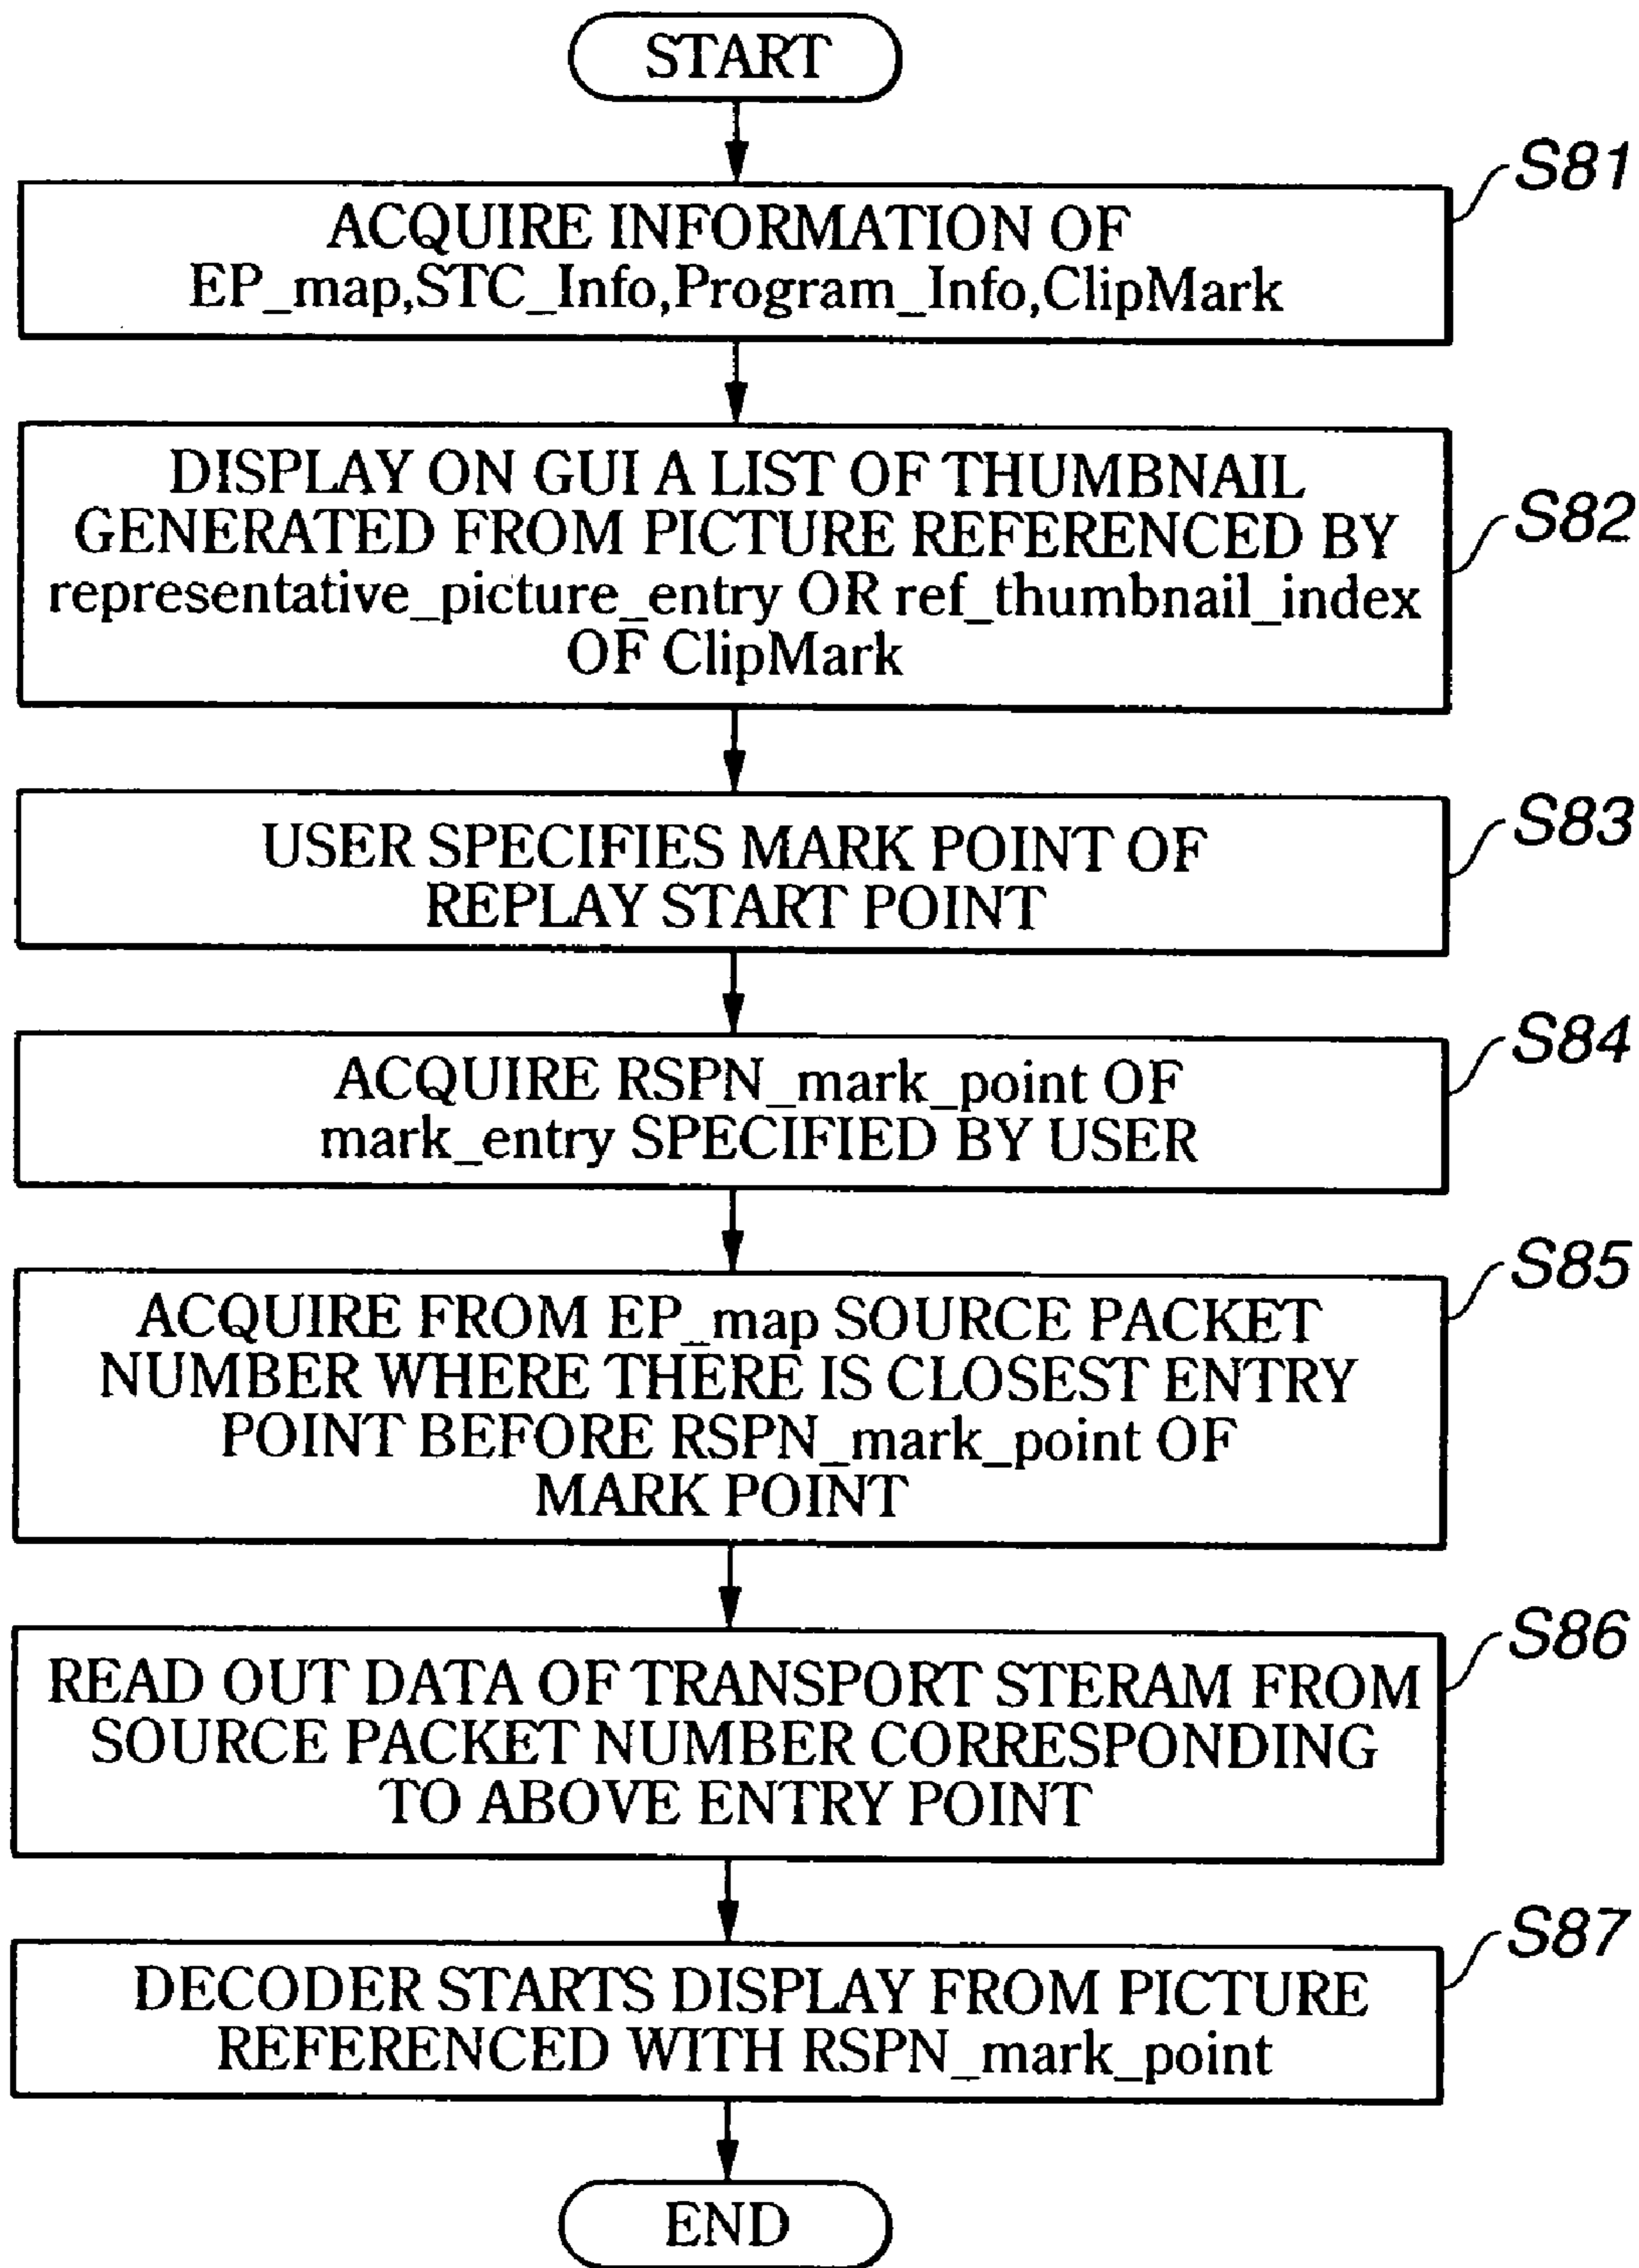 START
S81
ACQUIRE INFORMATION OF
EP_map,STC_Info,Program_Info,ClipMark
S82
DISPLAY ON GUI A LIST OF THUMBNAIL
GENERATED FROM PICTURE REFERENCED BY
representative_picture_entry OR ref_thumbnail_index
OF ClipMark
S83
USER SPECIFIES MARK POINT OF
REPLAY START POINT
S84
ACQUIRE RSPN_mark_point OF
mark_entry SPECIFIED BY USER
S85
ACQUIRE FROM EP_map SOURCE PACKET
NUMBER WHERE THERE IS CLOSEST ENTRY
POINT BEFORE RSPN_mark_point OF
MARK POINT
S86
READ OUT DATA OF TRANSPORT STERAM FROM
SOURCE PACKET NUMBER CORRESPONDING
TO ABOVE ENTRY POINT
S87
DECODER STARTS DISPLAY FROM PICTURE
REFERENCED WITH RSPN_mark_point
END